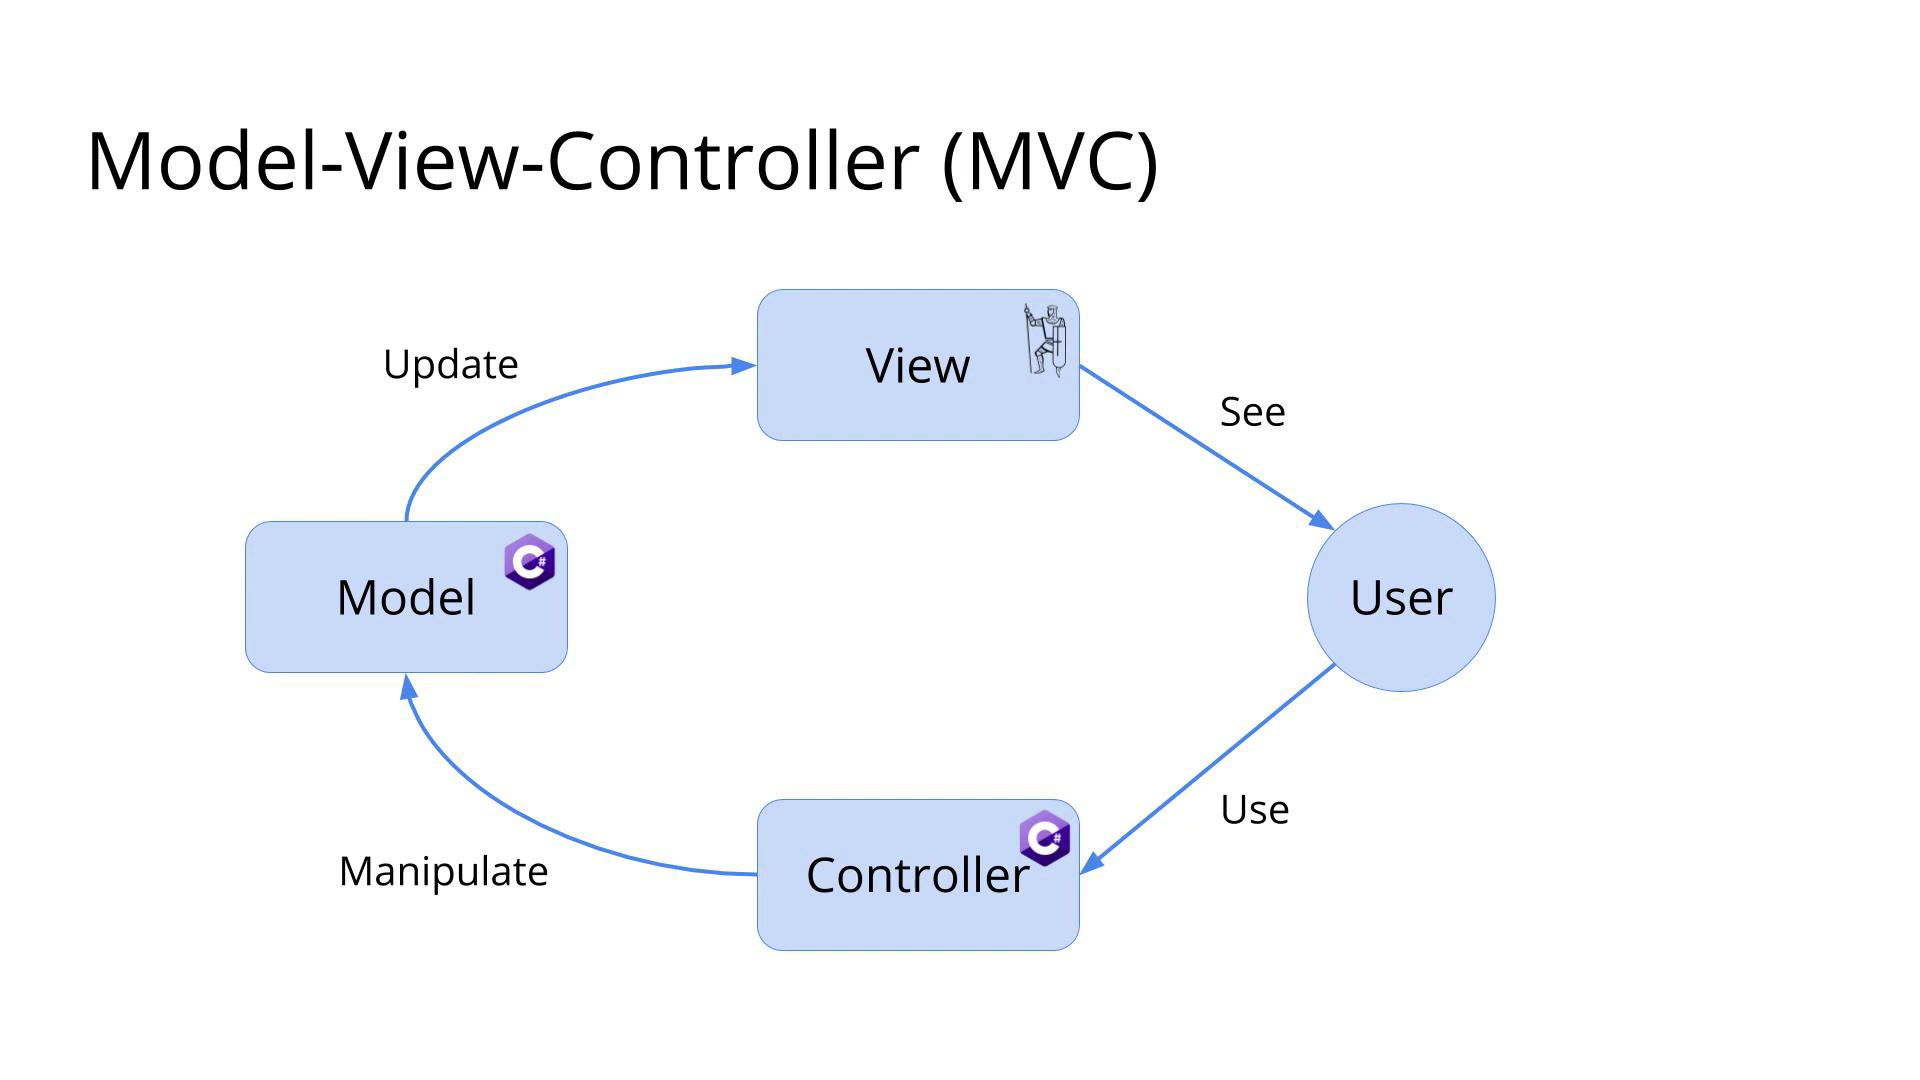 Model-View-Controller (MVC)
Update
View
See
Model
C#
User
Manipulate
Controller
C#
Use